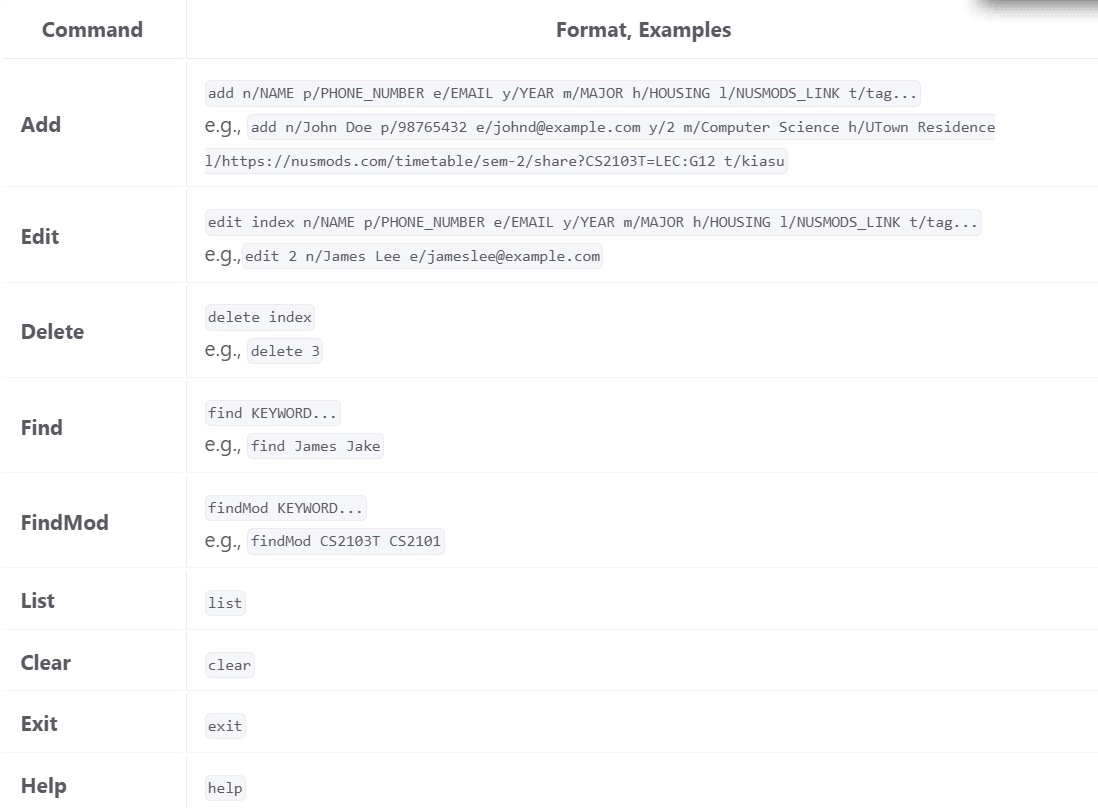 Command Format, Examples
Add
add n/NAME p/PHONE_NUMBER e/EMAIL y/YEAR m/MAJOR h/HOUSING l/NUSMODS_LINK t/tag...
e.g., add n/John Doe p/98765432 e/johnd@example.com y/2 m/Computer Science h/UTown Residence
l/https://nusmods.com/timetable/sem-2/share?CS2103T=LEC:G12 t/kiasu
Edit
edit index n/NAME p/PHONE_NUMBER e/EMAIL y/YEAR m/MAJOR h/HOUSING l/NUSMODS_LINK t/tag...
e.g., edit 2 n/James Lee e/jameslee@example.com
Delete
delete index
e.g., delete 3
Find
find KEYWORD...
e.g., find James Jake
FindMod
findMod KEYWORD...
e.g., findMod CS2103T CS2101
List list
Clear clear
Exit exit
Help help